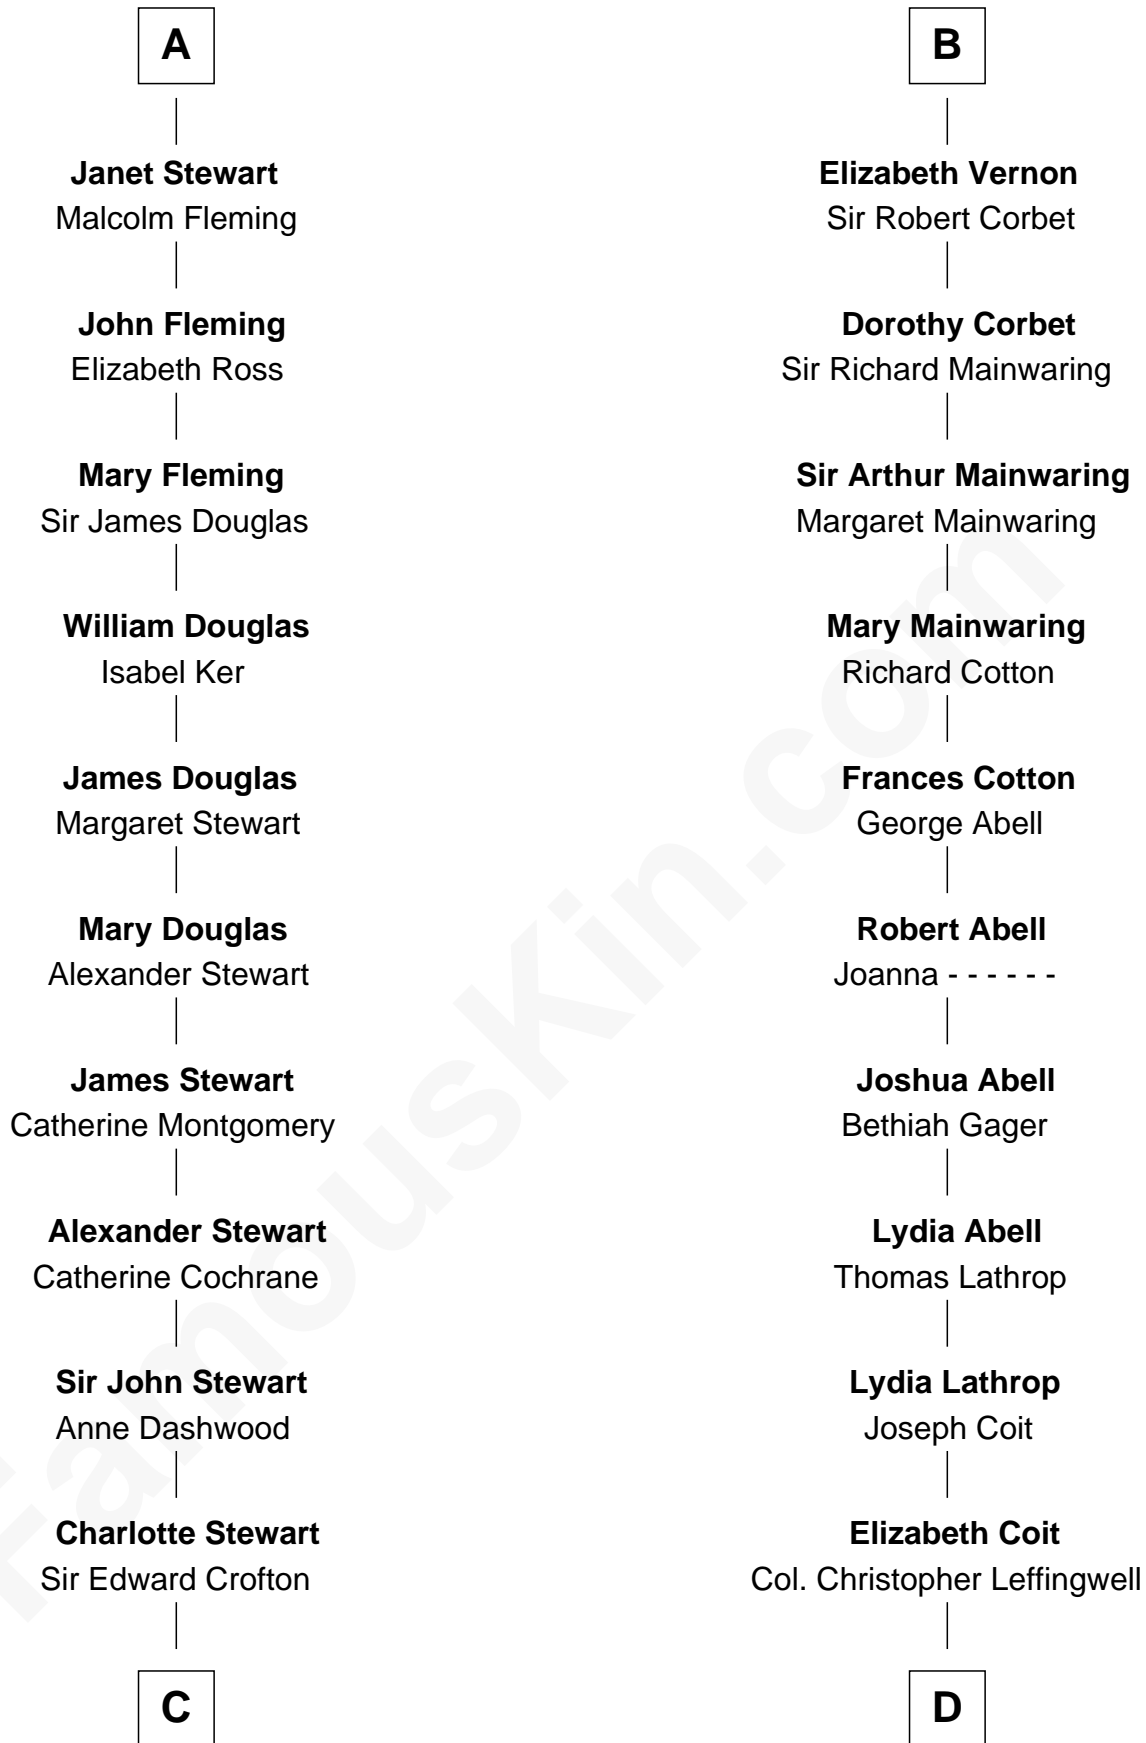 A
Janet Stewart
Malcolm Fleming
John Fleming
Elizabeth Ross
Mary Fleming
Sir James Douglas
William Douglas
Isabel Ker
James Douglas
Margaret Stewart
Mary Douglas
Alexander Stewart
James Stewart
Catherine Montgomery
Alexander Stewart
Catherine Cochrane
Sir John Stewart
Anne Dashwood
Charlotte Stewart
Sir Edward Crofton
C
B
Elizabeth Vernon
Sir Robert Corbet
Dorothy Corbet
Sir Richard Mainwaring
Sir Arthur Mainwaring
Margaret Mainwaring
Mary Mainwaring
Richard Cotton
Frances Cotton
George Abell
Robert Abell
Joanna - - - - - -
Joshua Abell
Bethiah Gager
Lydia Abell
Thomas Lathrop
Lydia Lathrop
Joseph Coit
Elizabeth Coit
Col. Christopher Leffingwell
D
FamousKin.com